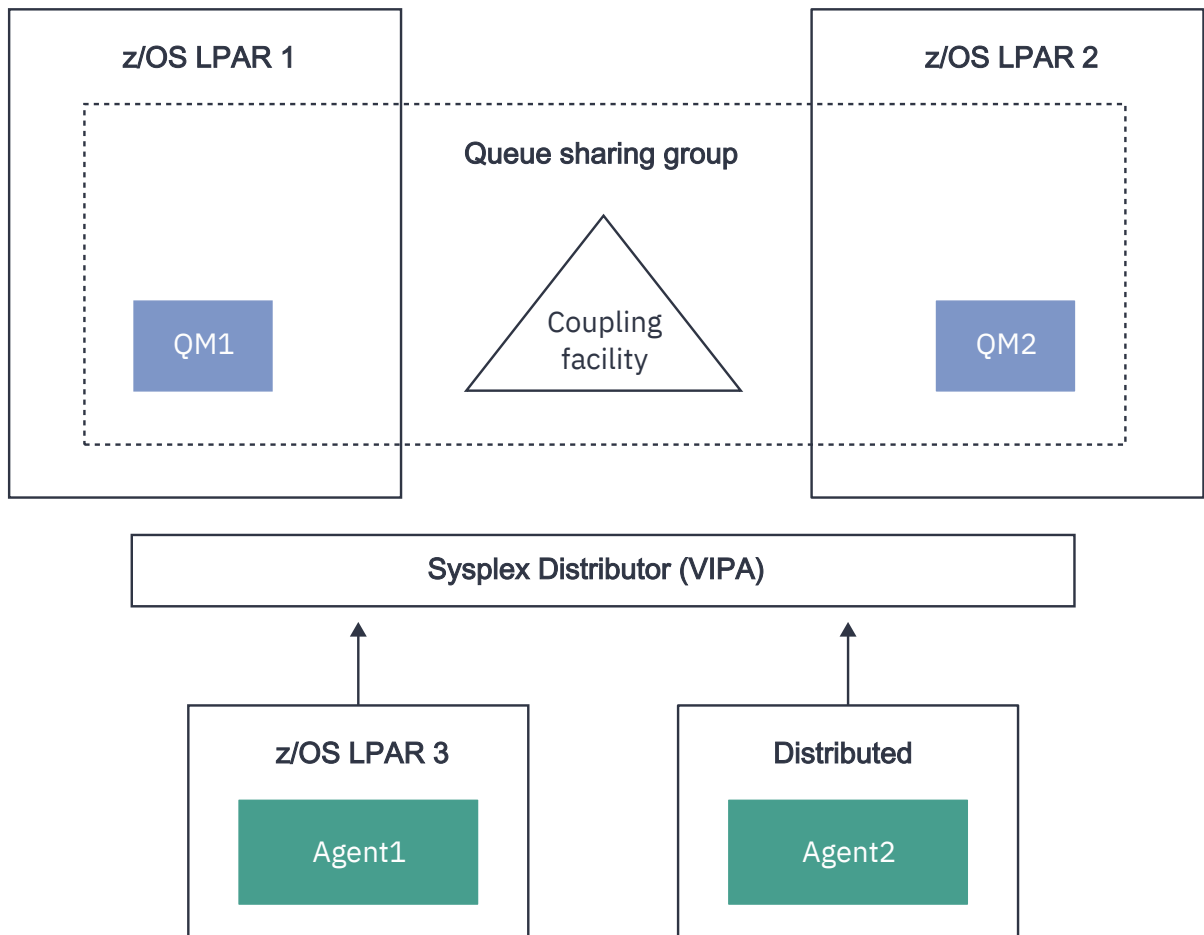 z/OS LPAR 1
z/OS LPAR 2
Queue sharing group
QM1
Coupling
facility
QM2
Sysplex Distributor (VIPA)
z/OS LPAR 3
Distributed
Agent1
Agent2